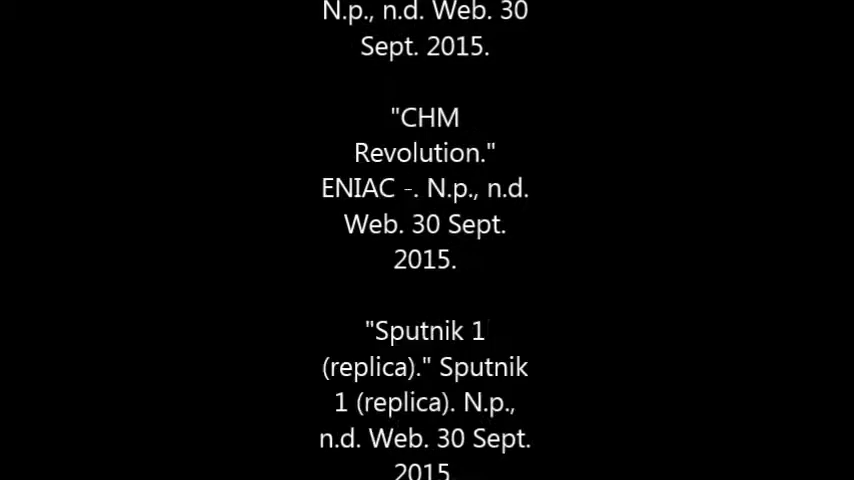 N.p., n.d. Web. 30
Sept. 2015.
"CHM
Revolution."
ENIAC -. N.p., n.d.
Web. 30 Sept.
2015.
"Sputnik 1
(replica)." Sputnik
1 (replica). N.p.,
n.d. Web. 30 Sept.
2015